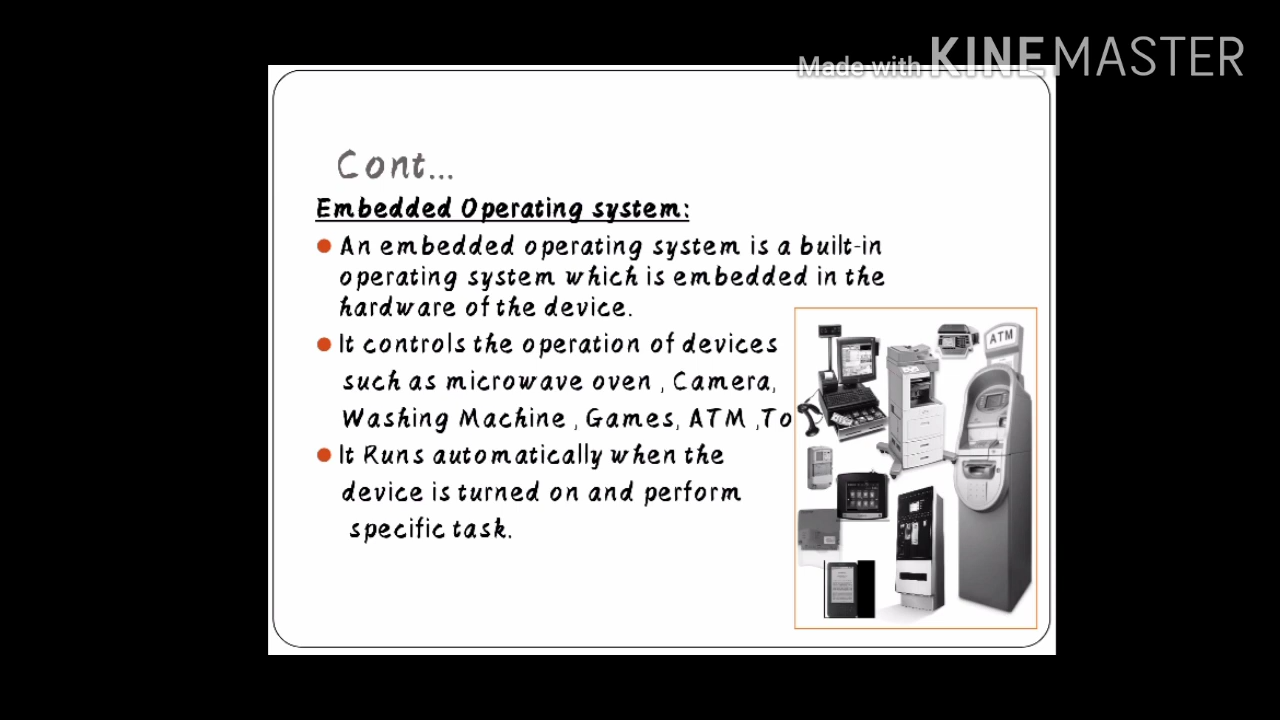 Made with KINEMASTER
Cont...
Embedded Operating system:
An embedded operating system is a built-in
operating system which is embedded in the
hardware of the device.
It controls the operation of devices
such as microwave oven , Camera,
Washing Machine , Games, ATM ,To
It Runs automatically when the
device is turned on and perform
specific task.
ATM